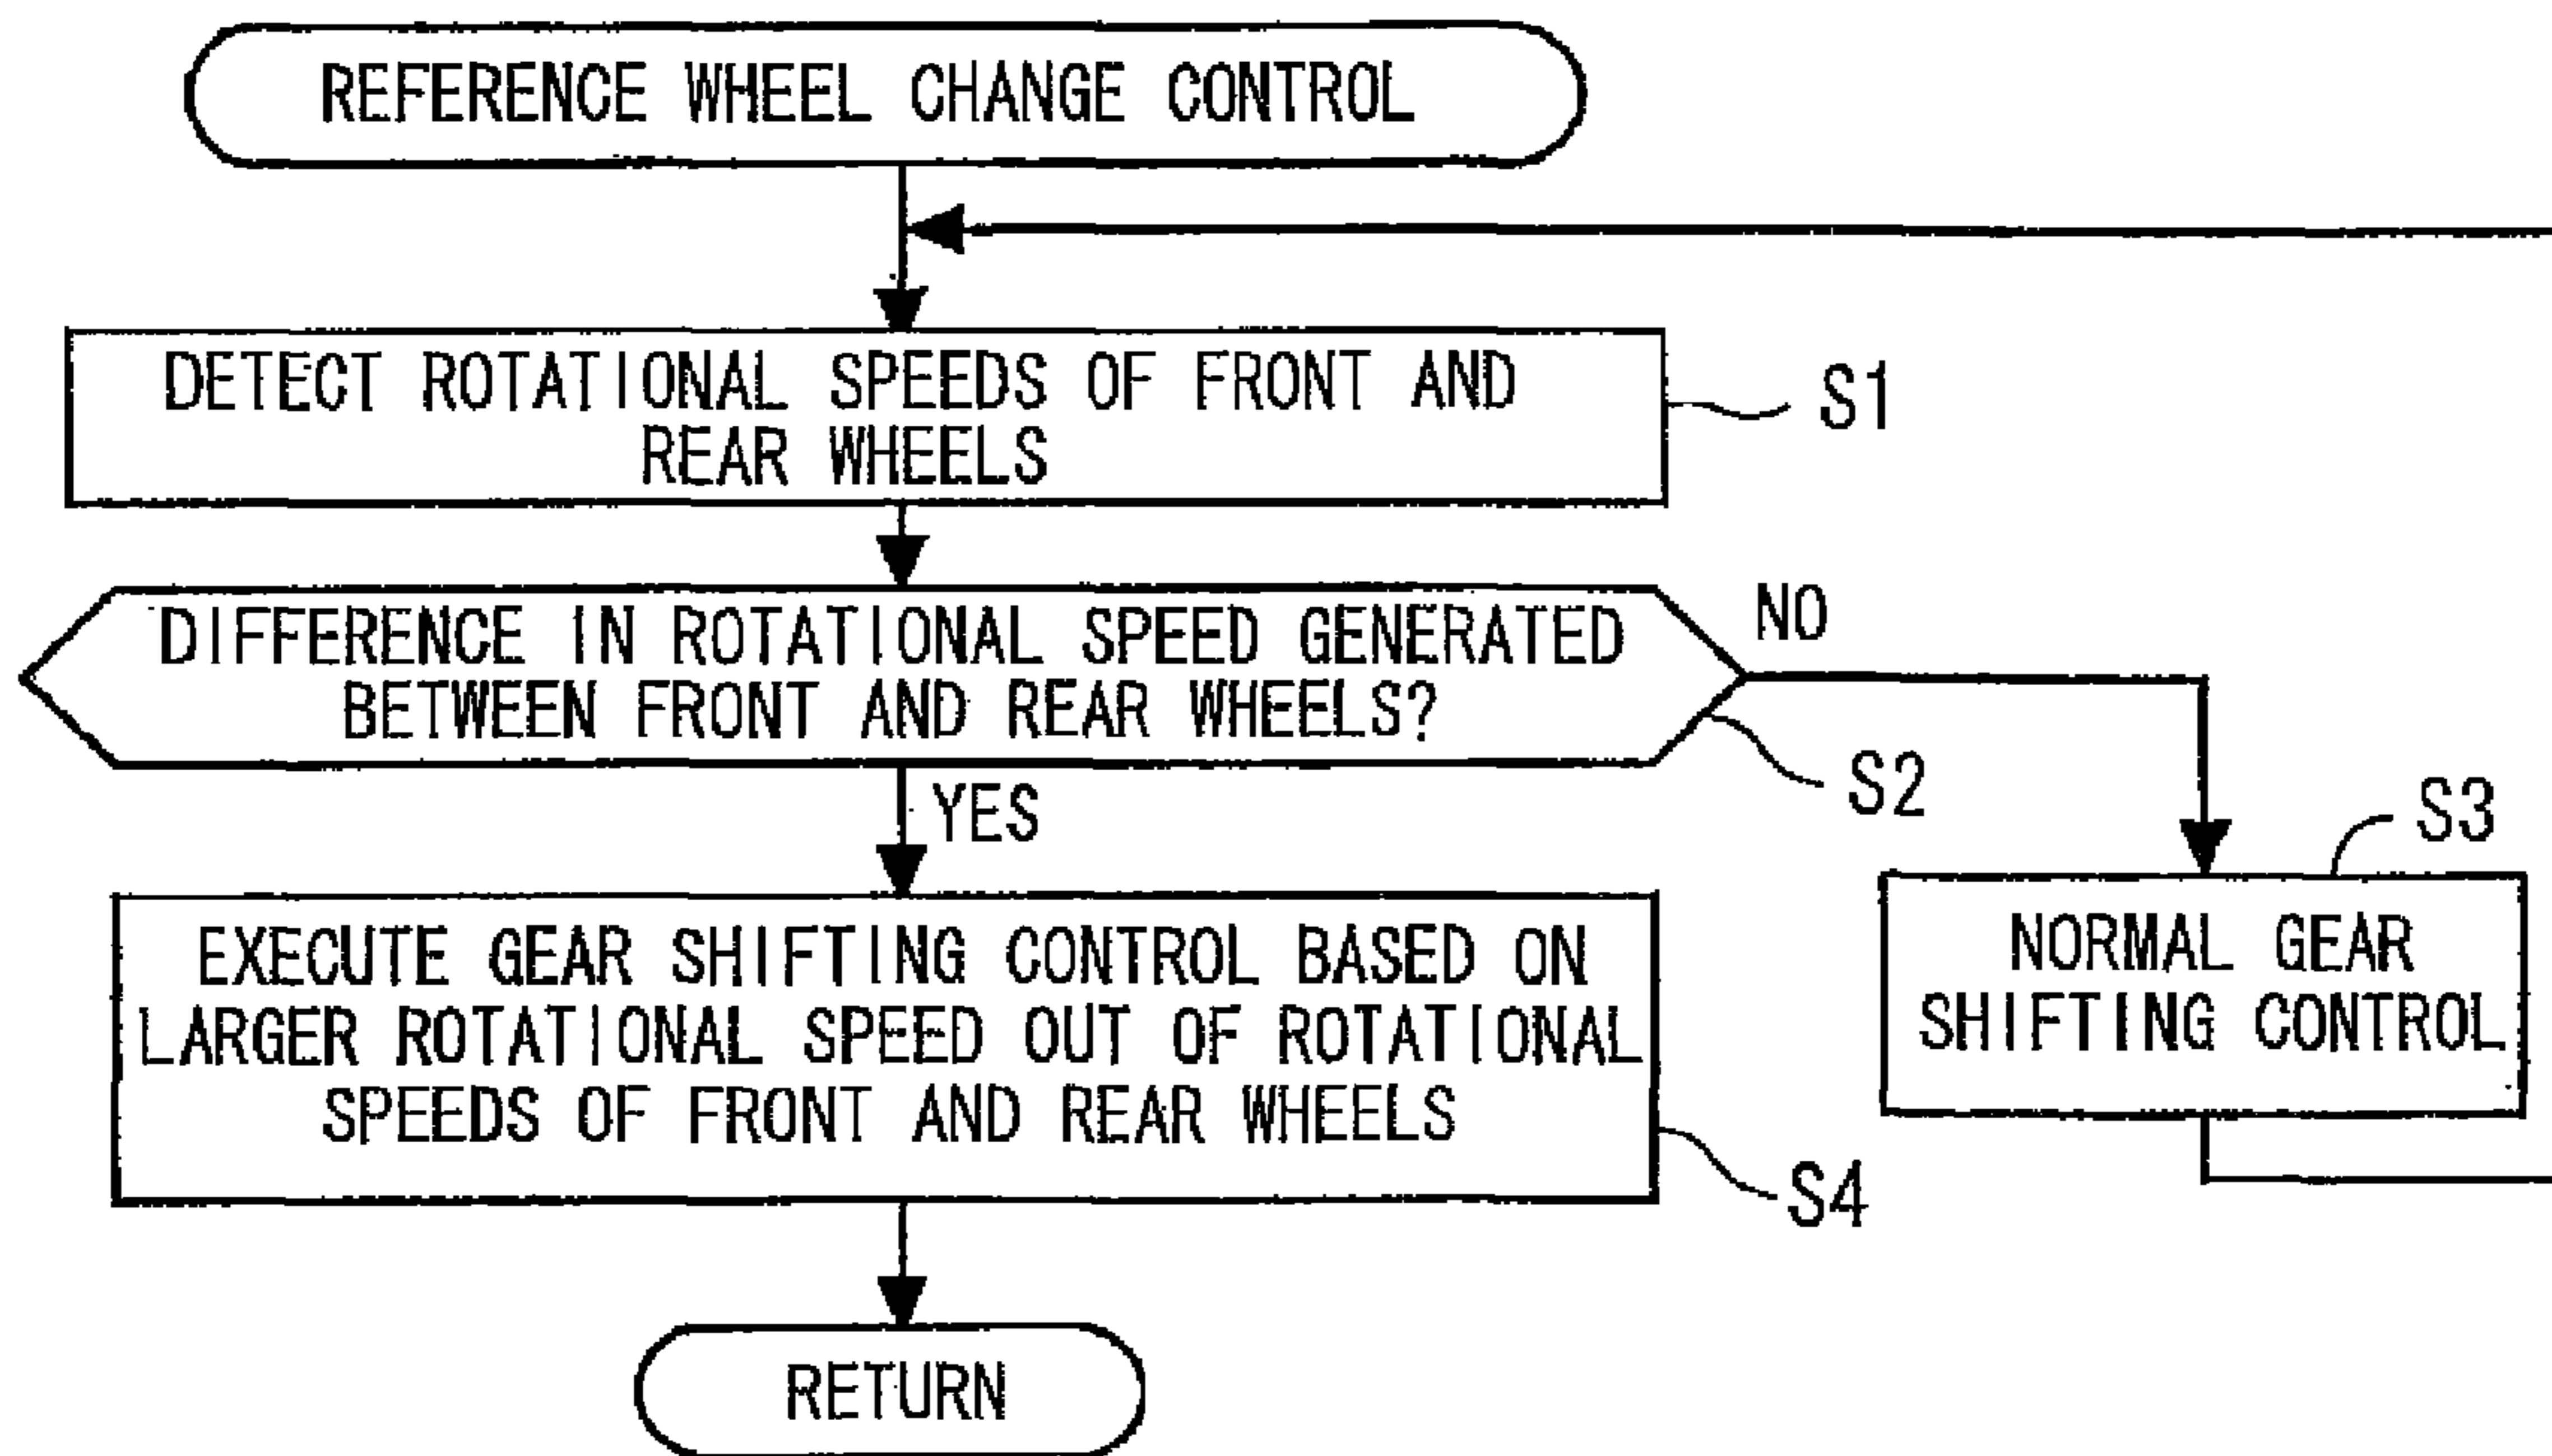 REFERENCE WHEEL CHANGE CONTROL
DETECT ROTATIONAL SPEEDS OF FRONT AND
REAR WHEELS
S1
DIFFERENCE IN ROTATIONAL SPEED GENERATED
BETWEEN FRONT AND REAR WHEELS?
NO
S2
YES
S3
NORMAL GEAR
SHIFTING CONTROL
EXECUTE GEAR SHIFTING CONTROL BASED ON
LARGER ROTATIONAL SPEED OUT OF ROTATIONAL
SPEEDS OF FRONT AND REAR WHEELS
S4
RETURN